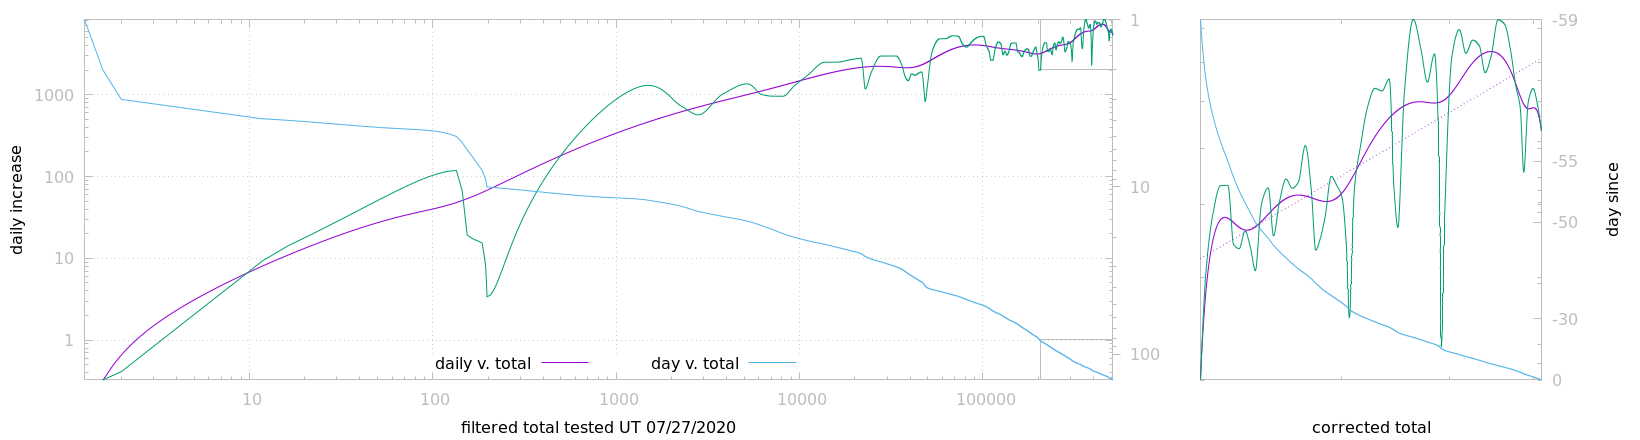 daily increase
1000
100
10
1
10
100
1000
10000
100000
filtered total tested UT 07/27/2020
daily v. total
day v. total
1
10
100
-59
-55
-50
-30
0
day since
corrected total